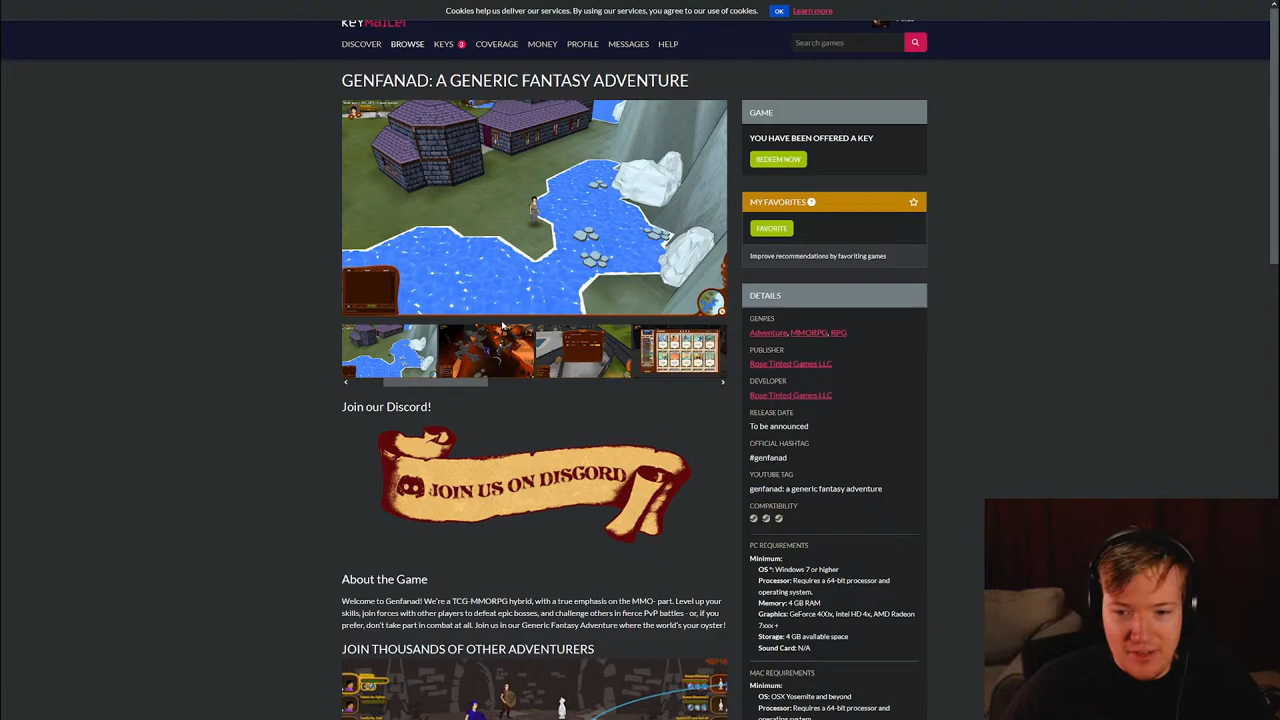 Cookies help us deliver our services. By using our services, you agree to our use of cookies. OK Learn more
KEYMAILER
DISCOVER BROWSE KEYS 3 COVERAGE MONEY PROFILE MESSAGES HELP
Search games
GENFANAD: A GENERIC FANTASY ADVENTURE
GAME
YOU HAVE BEEN OFFERED A KEY
REDEEM NOW
MY FAVORITES ?
FAVORITE
Improve recommendations by favoriting games
DETAILS
GENRES
Adventure, MMORPG, RPG
PUBLISHER
Rose Tinted Games LLC
DEVELOPER
Rose Tinted Games LLC
RELEASE DATE
To be announced
OFFICIAL HASHTAG
#genfanad
YOUTUBE TAG
genfanad: a generic fantasy adventure
COMPATIBILITY
PC REQUIREMENTS
Minimum:
OS *: Windows 7 or higher
Processor: Requires a 64-bit processor and
operating system.
Memory: 4 GB RAM
Graphics: GeForce 400x, Intel HD 4x, AMD Radeon
7xxx +
Storage: 4 GB available space
Sound Card: N/A
MAC REQUIREMENTS
Minimum:
OS: OSX Yosemite and beyond
Processor: Requires a 64-bit processor and
operating system
Join our Discord!
JOIN US ON DISCORD
About the Game
Welcome to Genfanad! We're a TCG-MMORPG hybrid, with a true emphasis on the MMO- part. Level up your
skills, join forces with other players to defeat epic bosses, and challenge others in fierce PvP battles - or, if you
prefer, don't take part in combat at all. Join us in our Generic Fantasy Adventure where the world's your oyster!
JOIN THOUSANDS OF OTHER ADVENTURERS